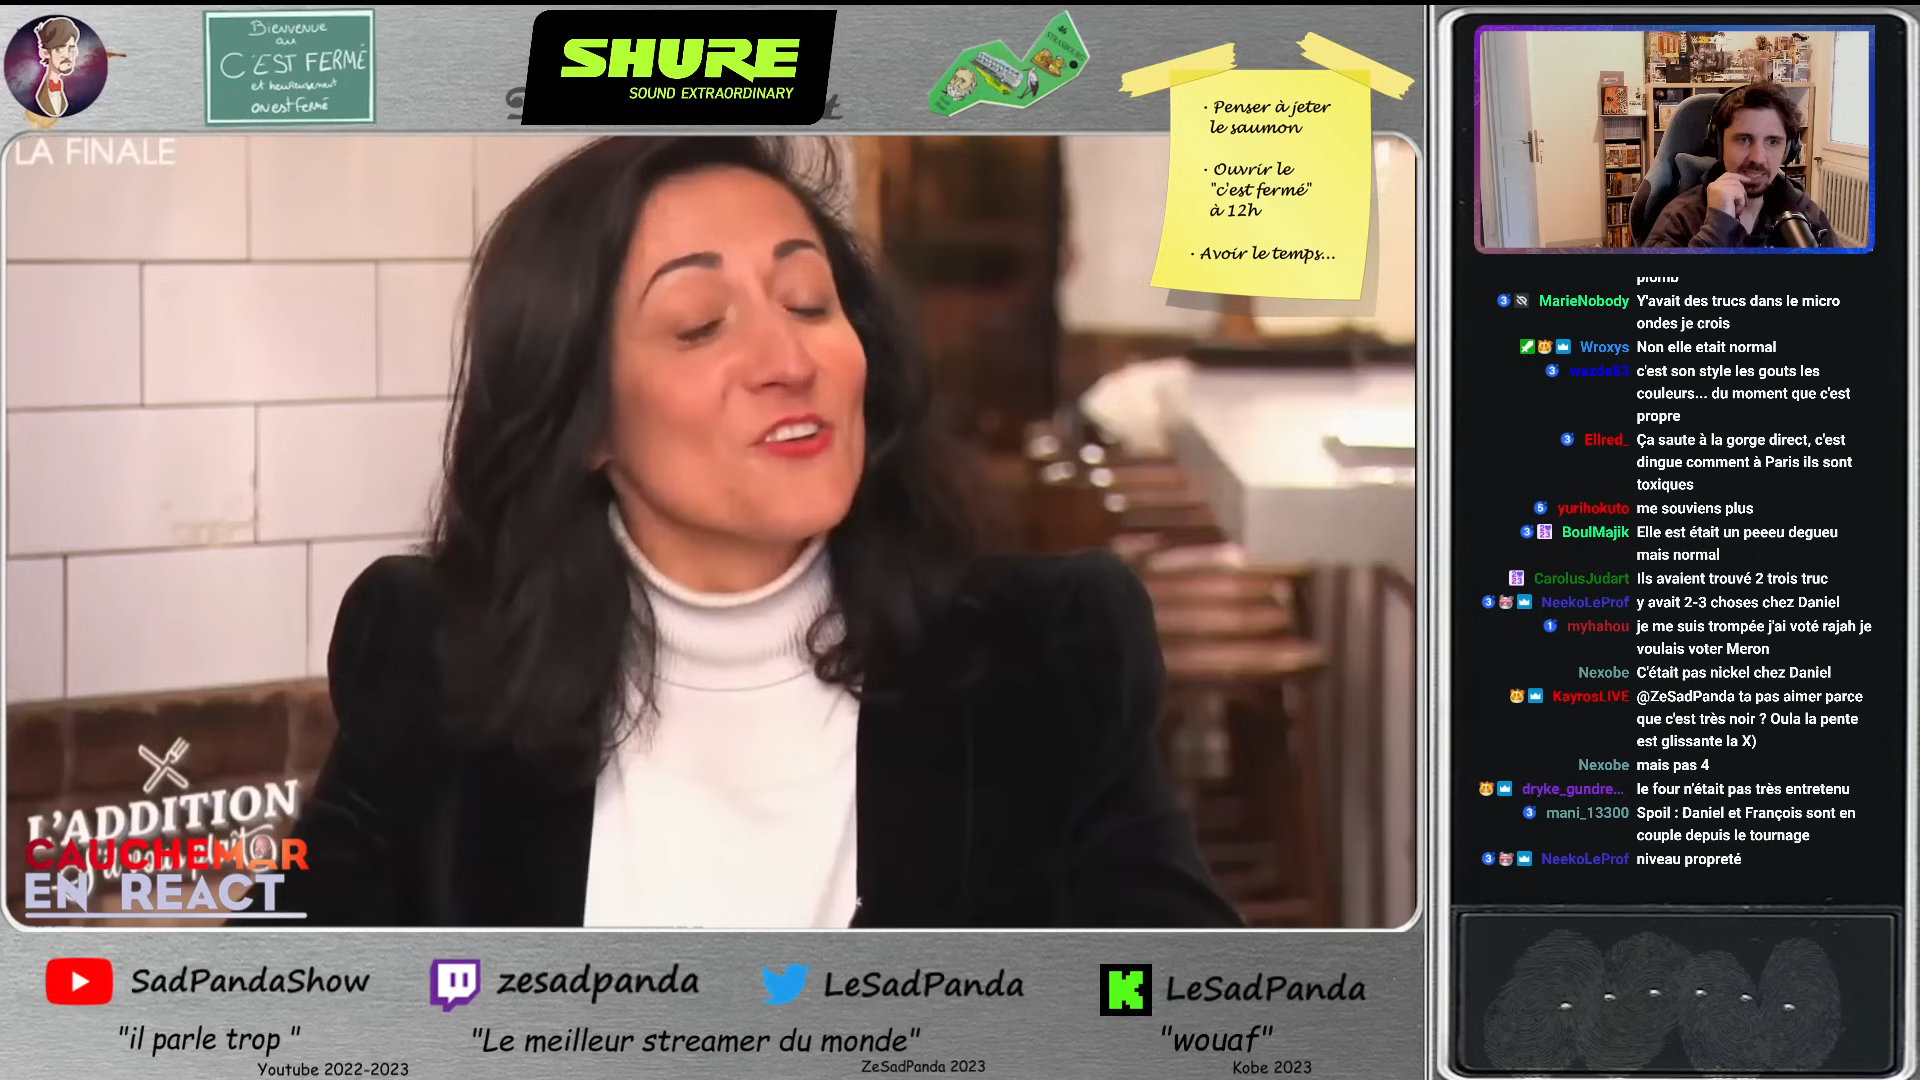 Bienvenue
au
C'EST FERMÉ
et heureusement
on est fermé
SHURE
SOUND EXTRAORDINARY
STRASBOURG
· Penser à jeter
le saumon
· Ouvrir le
"c'est fermé"
à 12h
· Avoir le temps...
LA FINALE
L'ADDITION
CAUCHEMAR
EN REACT
plomb
MarieNobody Y'avait des trucs dans le micro
ondes je crois
Wroxys Non elle etait normal
wazda83 c'est son style les gouts les
couleurs... du moment que c'est
propre
Ellred_ Ça saute à la gorge direct, c'est
dingue comment à Paris ils sont
toxiques
yurihokuto me souviens plus
BoulMajik Elle est était un peeeu degueu
mais normal
CarolusJudart Ils avaient trouvé 2 trois truc
NeekoLeProf y avait 2-3 choses chez Daniel
myhahou je me suis trompée j'ai voté rajah je
voulais voter Meron
Nexobe C'était pas nickel chez Daniel
KayrosLIVE @ZeSadPanda ta pas aimer parce
que c'est très noir ? Oula la pente
est glissante la X)
Nexobe mais pas 4
dryke_gundre... le four n'était pas très entretenu
mani_13300 Spoil : Daniel et François sont en
couple depuis le tournage
NeekoLeProf niveau propreté
SadPandaShow
"il parle trop "
Youtube 2022-2023
zesadpanda
LeSadPanda
"Le meilleur streamer du monde"
ZeSadPanda 2023
LeSadPanda
"wouaf"
Kobe 2023